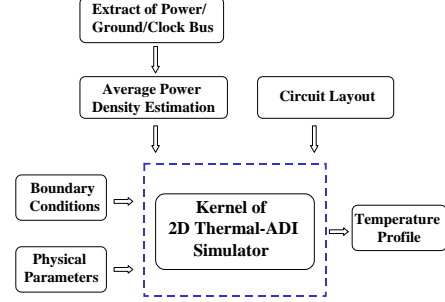 Extract of Power/
Ground/Clock Bus
Average Power
Density Estimation
Circuit Layout
Boundary
Conditions
Kernel of
2D Thermal-ADI
Simulator
Temperature
Profile
Physical
Parameters